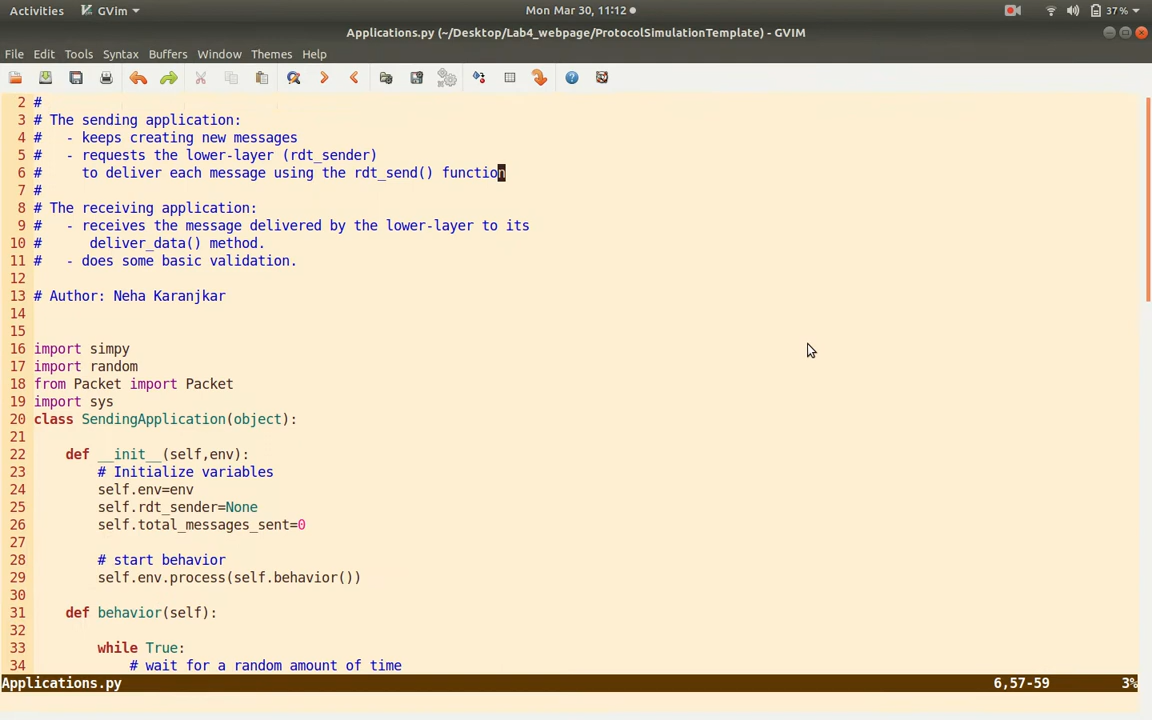 Activities GVim Mon Mar 30, 11:12 37%
Applications.py (~/Desktop/Lab4_webpage/ProtocolSimulationTemplate) - GVIM
File Edit Tools Syntax Buffers Window Themes Help
2 #
3 # The sending application:
4 #   - keeps creating new messages
5 #   - requests the lower-layer (rdt_sender)
6 #     to deliver each message using the rdt_send() function
7 #
8 # The receiving application:
9 #   - receives the message delivered by the lower-layer to its
10 #      deliver_data() method.
11 #   - does some basic validation.
12
13 # Author: Neha Karanjkar
14
15
16 import simpy
17 import random
18 from Packet import Packet
19 import sys
20 class SendingApplication(object):
21
22     def __init__(self,env):
23         # Initialize variables
24         self.env=env
25         self.rdt_sender=None
26         self.total_messages_sent=0
27
28         # start behavior
29         self.env.process(self.behavior())
30
31     def behavior(self):
32
33         while True:
34             # wait for a random amount of time
Applications.py 6,57-59 3%